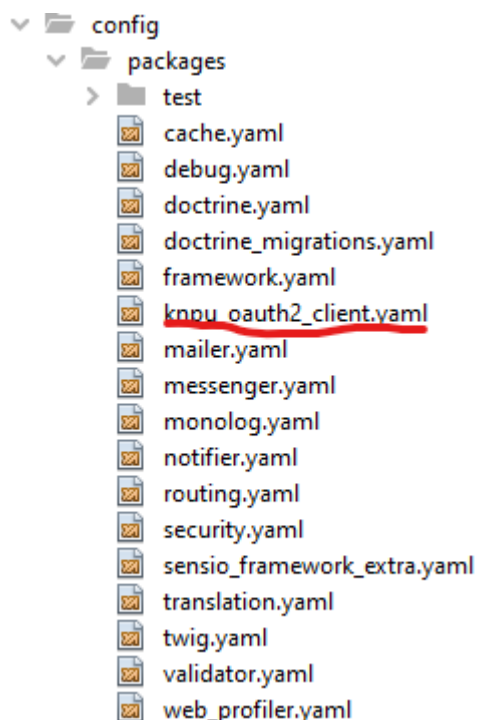 config
packages
test
cache.yaml
debug.yaml
doctrine.yaml
doctrine_migrations.yaml
framework.yaml
knpu_oauth2_client.yaml
mailer.yaml
messenger.yaml
monolog.yaml
notifier.yaml
routing.yaml
security.yaml
sensio_framework_extra.yaml
translation.yaml
twig.yaml
validator.yaml
web_profiler.yaml